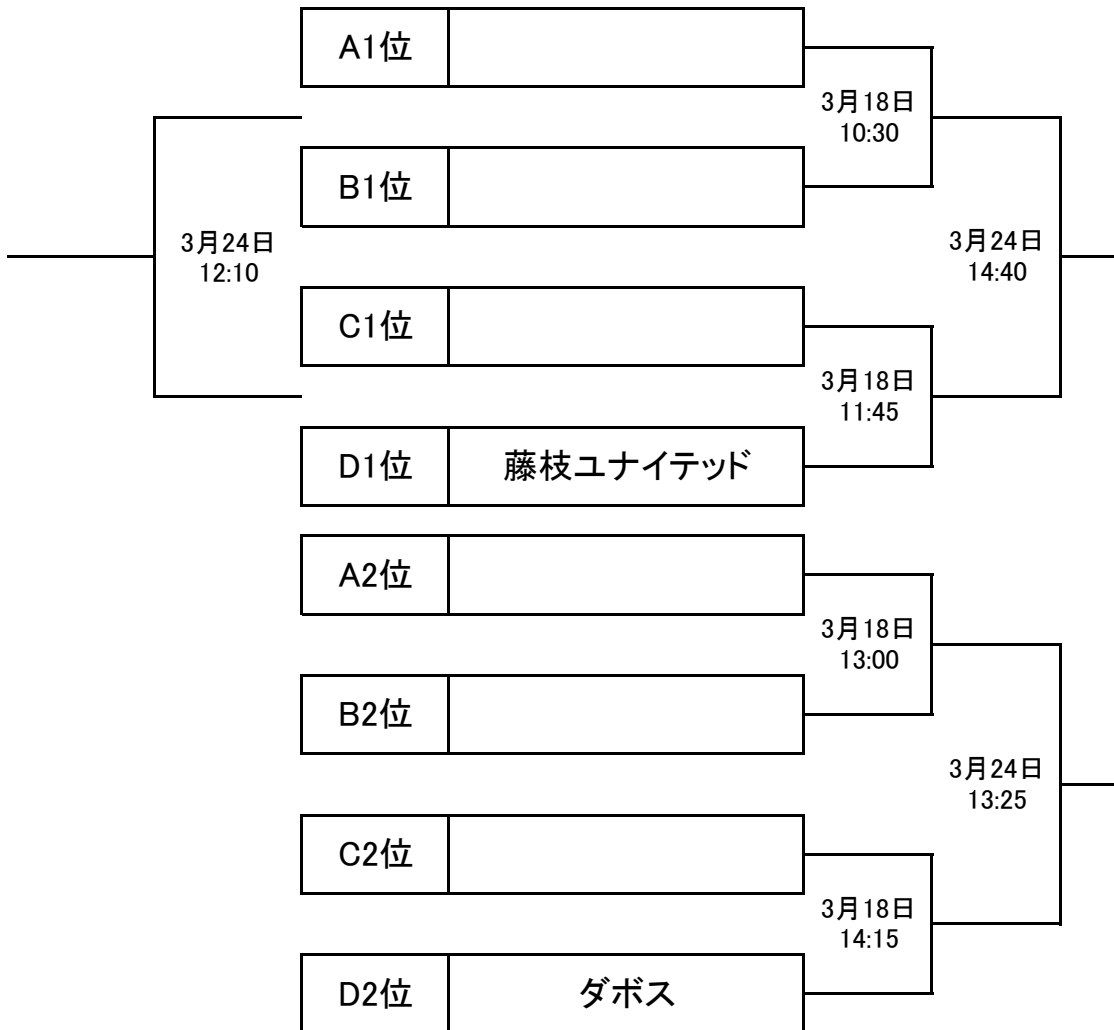 A1位
3月18日
10:30
B1位
3月24日
12:10
3月24日
14:40
C1位
3月18日
11:45
D1位 藤枝ユナイテッド
A2位
3月18日
13:00
B2位
3月24日
13:25
C2位
3月18日
14:15
D2位 ダボス